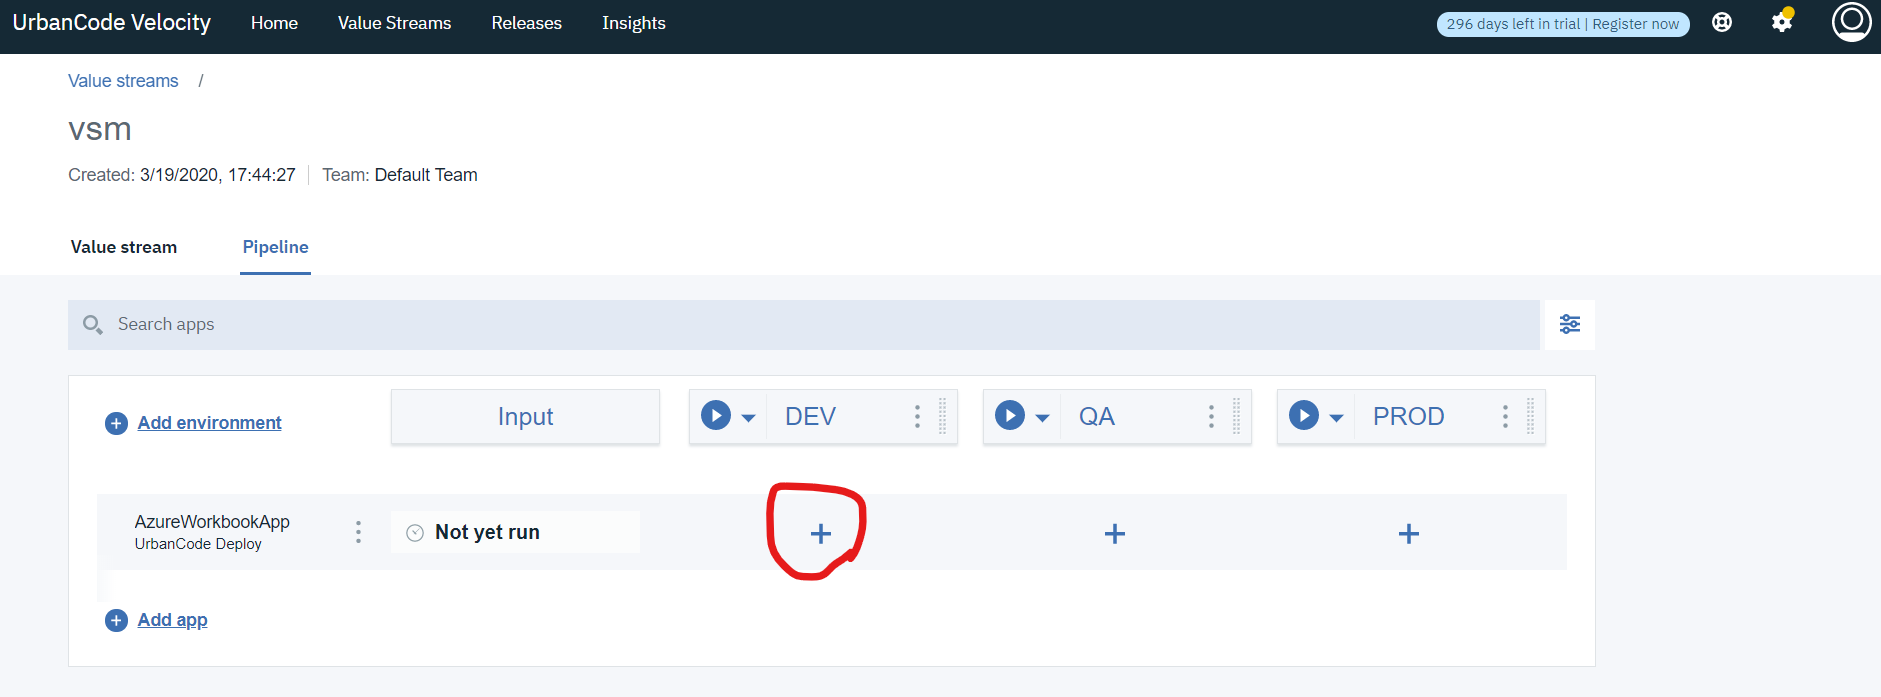 UrbanCode Velocity Home Value Streams Releases Insights 296 days left in trial | Register now
Value streams /
vsm
Created: 3/19/2020, 17:44:27 Team: Default Team
Value stream Pipeline
Search apps
Add environment Input DEV QA PROD
AzureWorkbookApp
UrbanCode Deploy
Not yet run
Add app